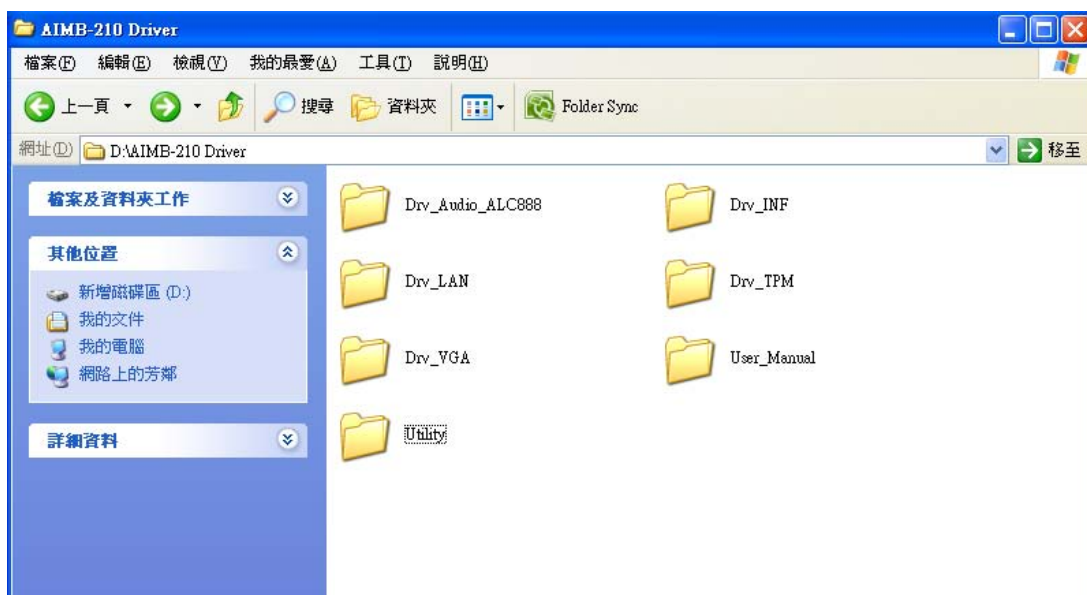 AIMB-210 Driver
檔案(F) 編輯(E) 檢視(V) 我的最愛(A) 工具(T) 說明(H)
上一頁 搜尋 資料夾 Folder Sync
網址(D) D:\AIMB-210 Driver 移至
檔案及資料夾工作
其他位置
新增磁碟區 (D:)
我的文件
我的電腦
網路上的芳鄰
詳細資料
Drv_Audio_ALC888 Drv_INF
Drv_LAN Drv_TPM
Drv_VGA User_Manual
Utility